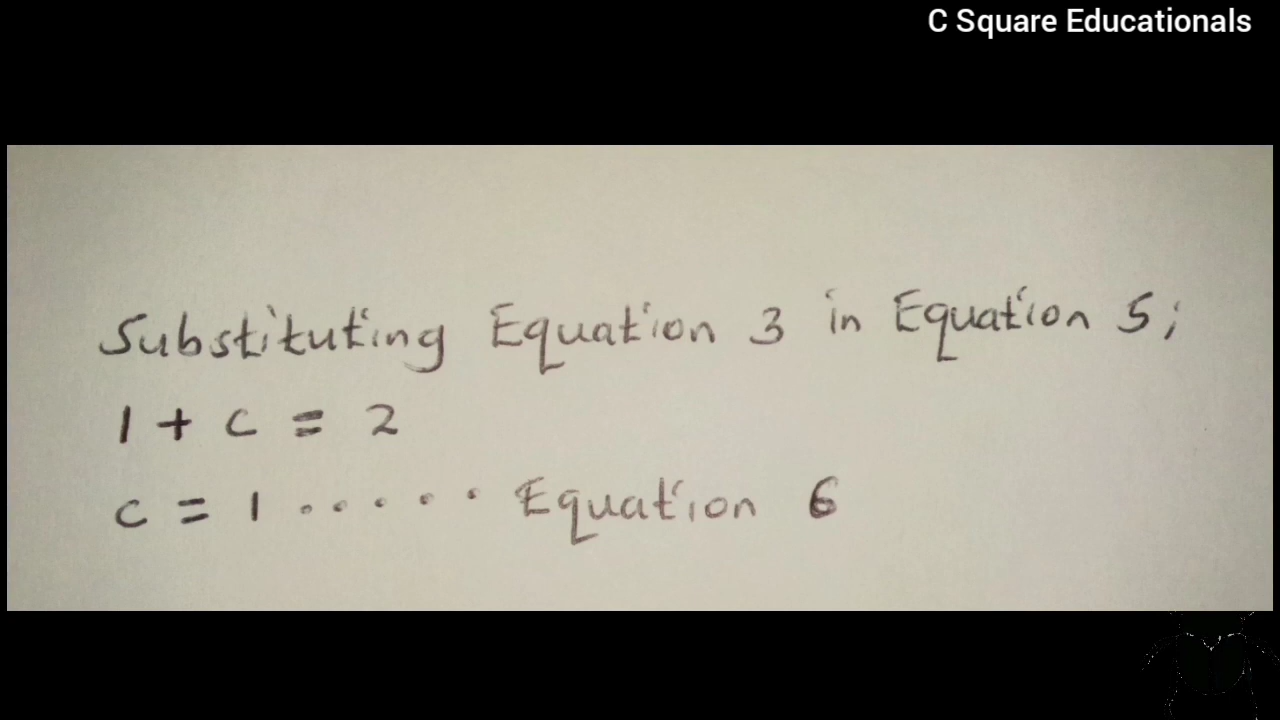 C Square Educationals
Substituting Equation 3 in Equation 5;
1 + c = 2
c = 1 ..... Equation 6